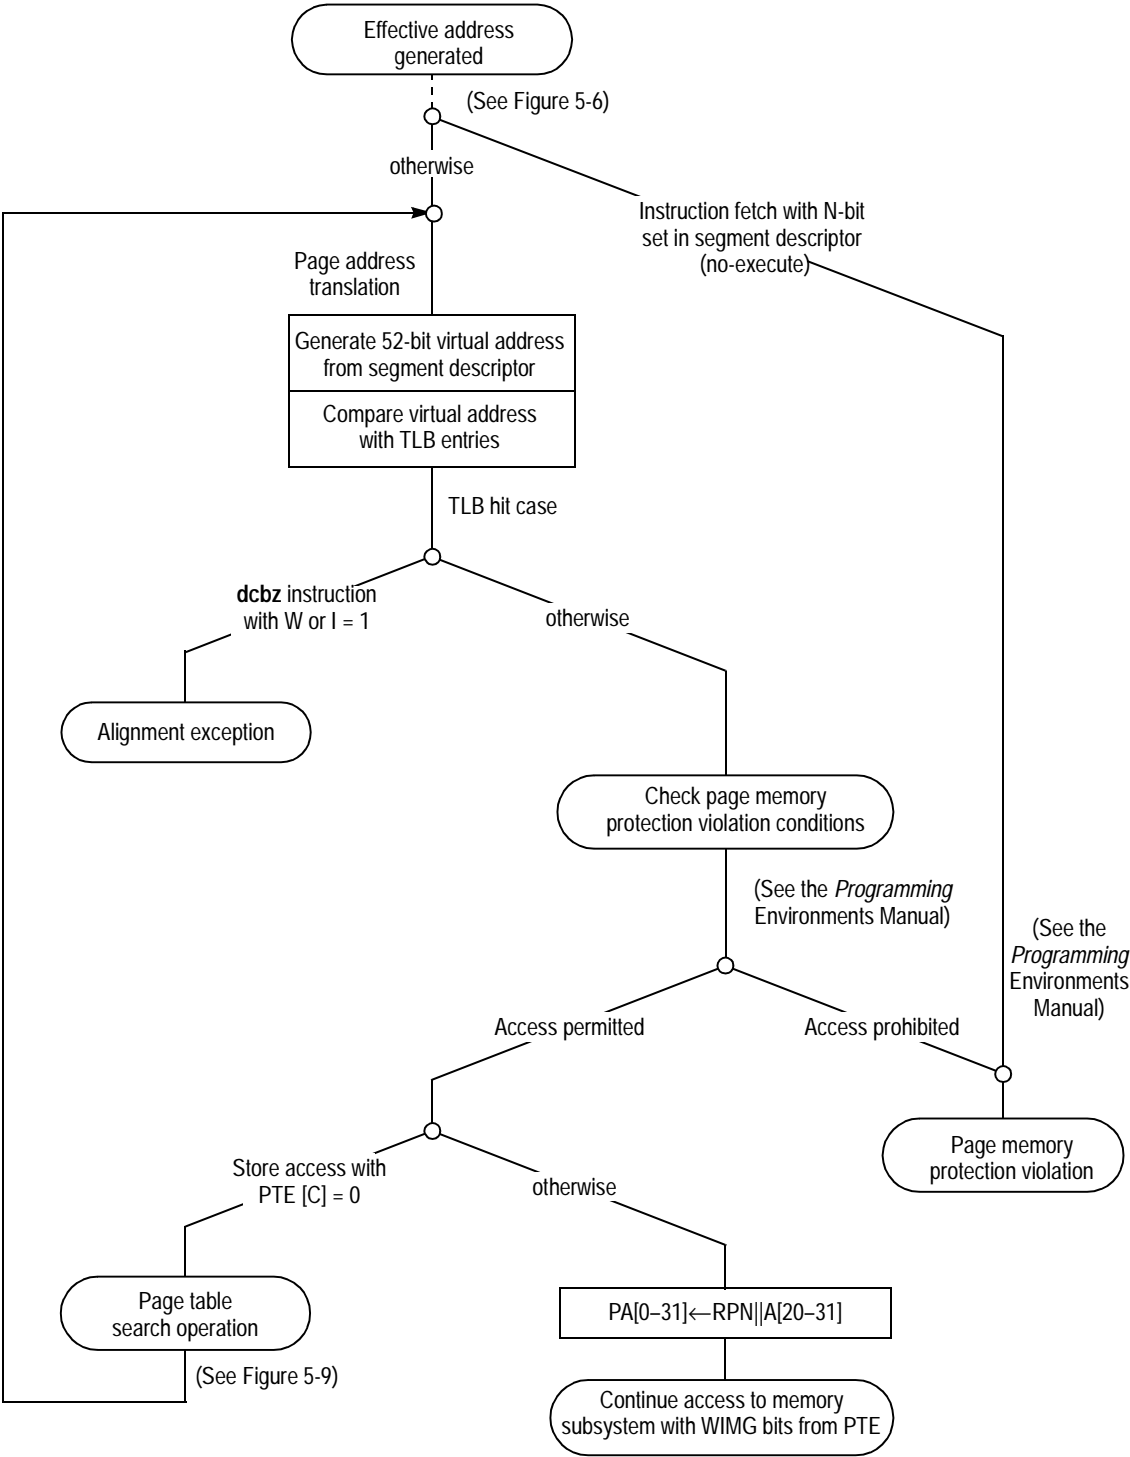 Effective address
generated
(See Figure 5-6)
otherwise
Instruction fetch with N-bit
set in segment descriptor
(no-execute)
Page address
translation
Generate 52-bit virtual address
from segment descriptor
Compare virtual address
with TLB entries
TLB hit case
dcbz instruction
with W or I = 1
otherwise
Alignment exception
Check page memory
protection violation conditions
(See the Programming
Environments Manual)
(See the
Programming
Environments
Manual)
Access permitted
Access prohibited
Page memory
protection violation
Store access with
PTE [C] = 0
otherwise
Page table
search operation
PA[0–31]←RPN||A[20–31]
(See Figure 5-9)
Continue access to memory
subsystem with WIMG bits from PTE